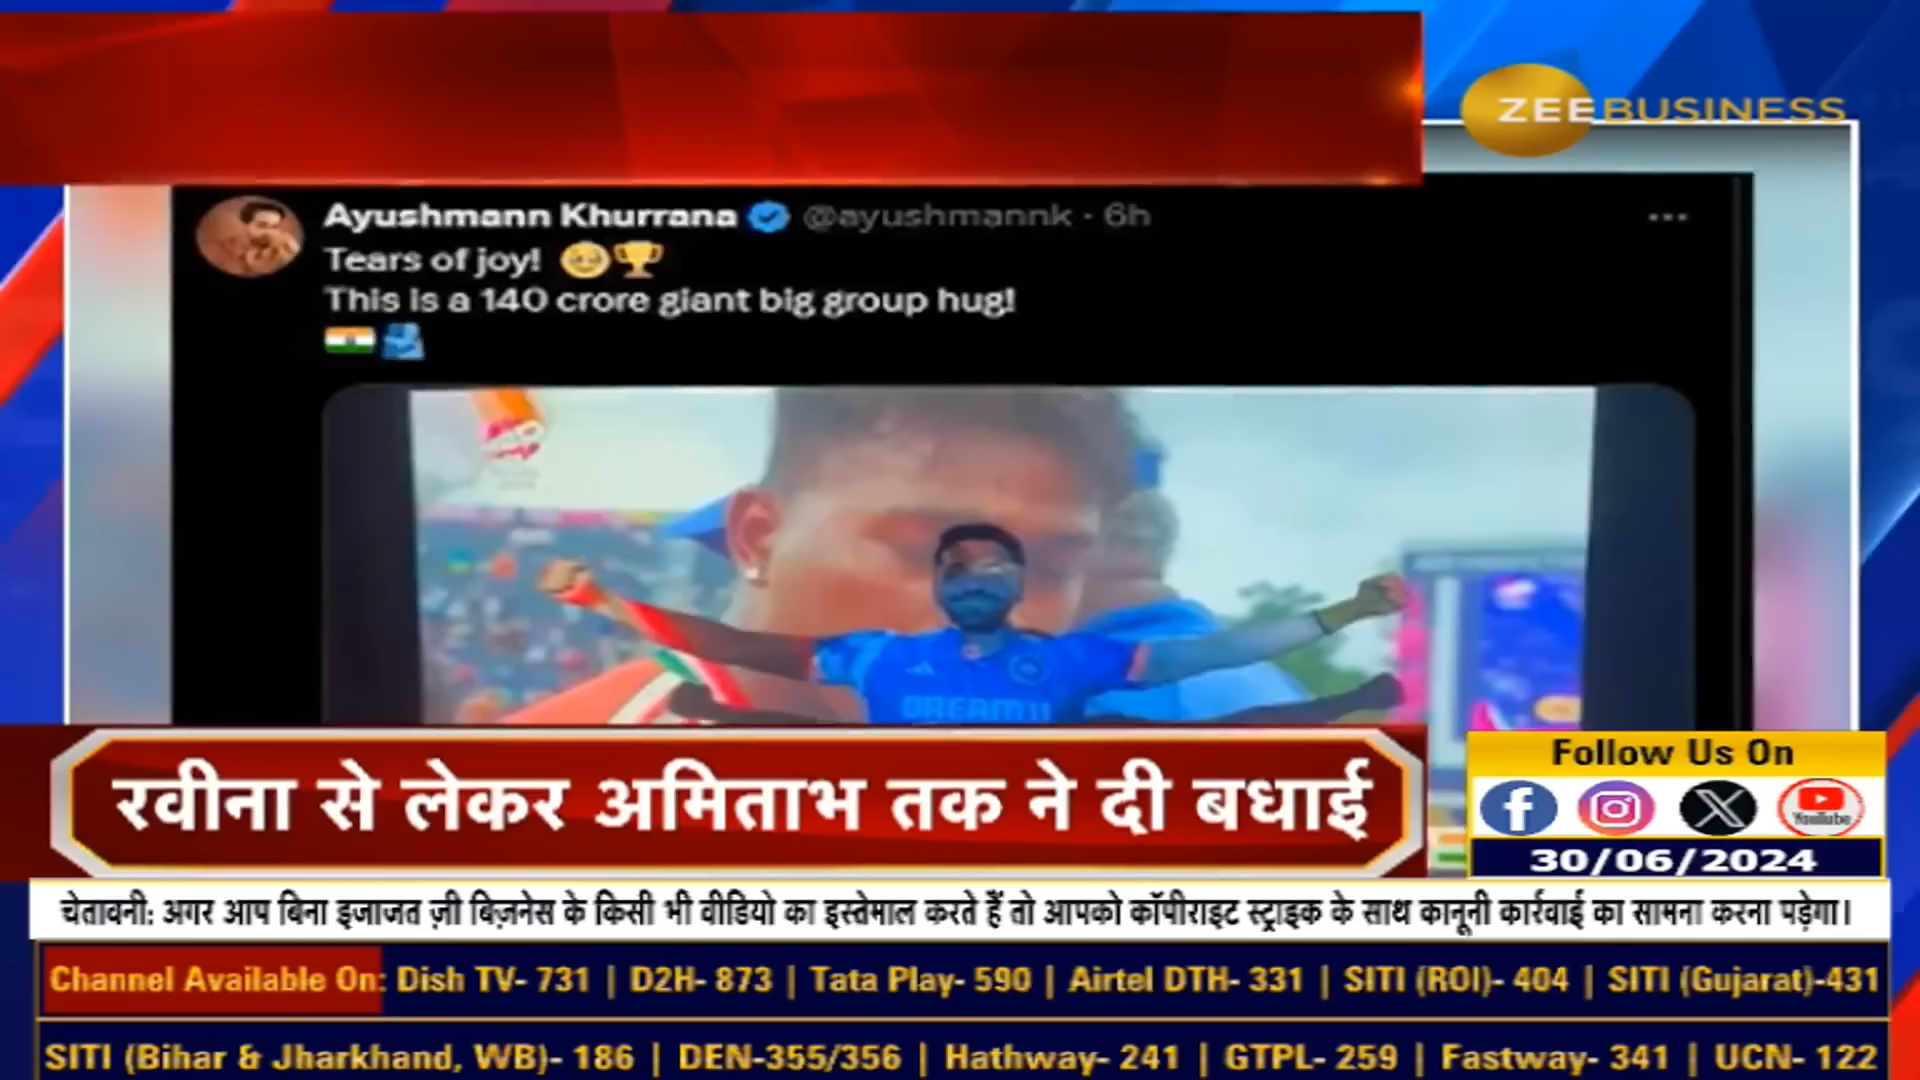 ZEEBUSINESS
Ayushmann Khurrana @ayushmannk · 6h
Tears of joy! 🥹🏆
This is a 140 crore giant big group hug!
🇮🇳🫂
DREAM11
रवीना से लेकर अमिताभ तक ने दी बधाई
Follow Us On
YouTube
30/06/2024
चेतावनी: अगर आप बिना इजाजत ज़ी बिज़नेस के किसी भी वीडियो का इस्तेमाल करते हैं तो आपको कॉपीराइट स्ट्राइक के साथ कानूनी कार्रवाई का सामना करना पड़ेगा।
Channel Available On: Dish TV- 731 | D2H- 873 | Tata Play- 590 | Airtel DTH- 331 | SITI (ROI)- 404 | SITI (Gujarat)-431
SITI (Bihar & Jharkhand, WB)- 186 | DEN-355/356 | Hathway- 241 | GTPL- 259 | Fastway- 341 | UCN- 122